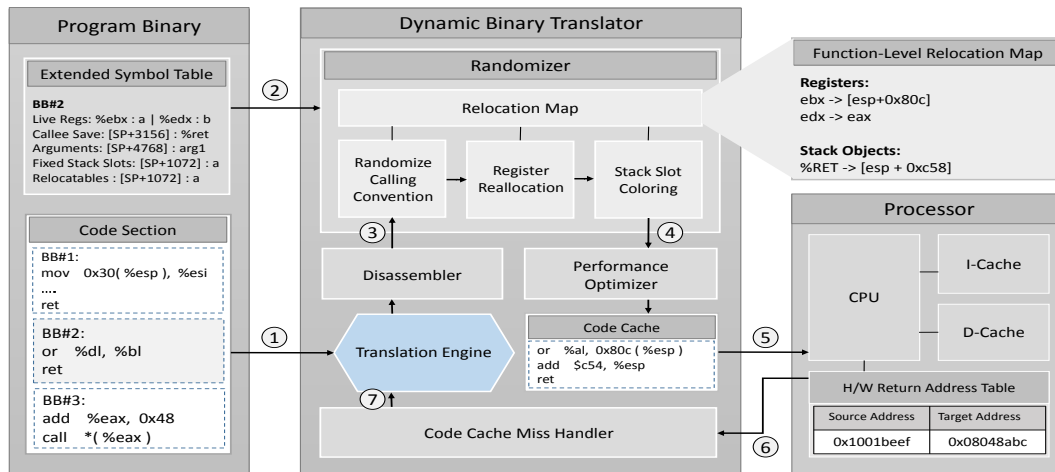 Program Binary
Extended Symbol Table
BB#2
Live Regs: %ebx : a | %edx : b
Callee Save: [SP+3156] : %ret
Arguments: [SP+4768] : arg1
Fixed Stack Slots: [SP+1072] : a
Relocatables : [SP+1072] : a
Code Section
BB#1:
mov 0x30( %esp ), %esi
....
ret
BB#2:
or %dl, %bl
ret
BB#3:
add %eax, 0x48
call *( %eax )
2
1
Dynamic Binary Translator
Randomizer
Relocation Map
Randomize
Calling
Convention
Register
Reallocation
Stack Slot
Coloring
3
4
Disassembler
Performance
Optimizer
Translation Engine
Code Cache
or %al, 0x80c ( %esp )
add $c54, %esp
ret
7
Code Cache Miss Handler
5
6
Function-Level Relocation Map
Registers:
ebx -> [esp+0x80c]
edx -> eax
Stack Objects:
%RET -> [esp + 0xc58]
Processor
CPU
I-Cache
D-Cache
H/W Return Address Table
Source Address Target Address
0x1001beef 0x08048abc